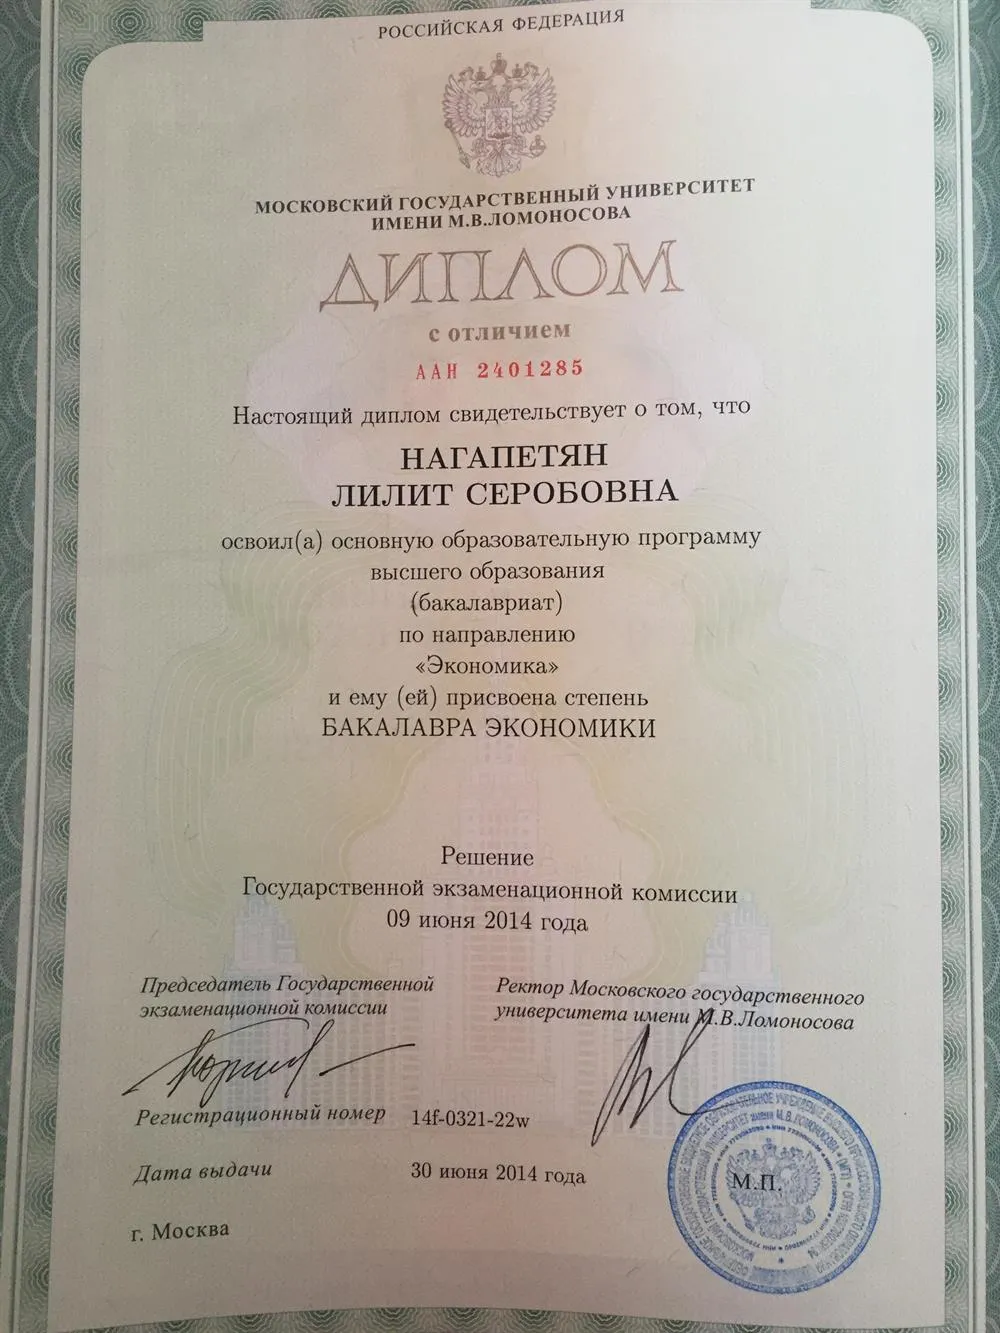 РОССИЙСКАЯ ФЕДЕРАЦИЯ
МОСКОВСКИЙ ГОСУДАРСТВЕННЫЙ УНИВЕРСИТЕТ
ИМЕНИ М.В.ЛОМОНОСОВА
ДИПЛОМ
с отличием
ААН 2401285
Настоящий диплом свидетельствует о том, что
НАГАПЕТЯН
ЛИЛИТ СЕРОБОВНА
освоил(а) основную образовательную программу
высшего образования
(бакалавриат)
по направлению
«Экономика»
и ему (ей) присвоена степень
БАКАЛАВРА ЭКОНОМИКИ
Решение
Государственной экзаменационной комиссии
09 июня 2014 года
Председатель Государственной
экзаменационной комиссии
Ректор Московского государственного
университета имени М.В.Ломоносова
Регистрационный номер 14f-0321-22w
Дата выдачи 30 июня 2014 года
М.П.
г. Москва